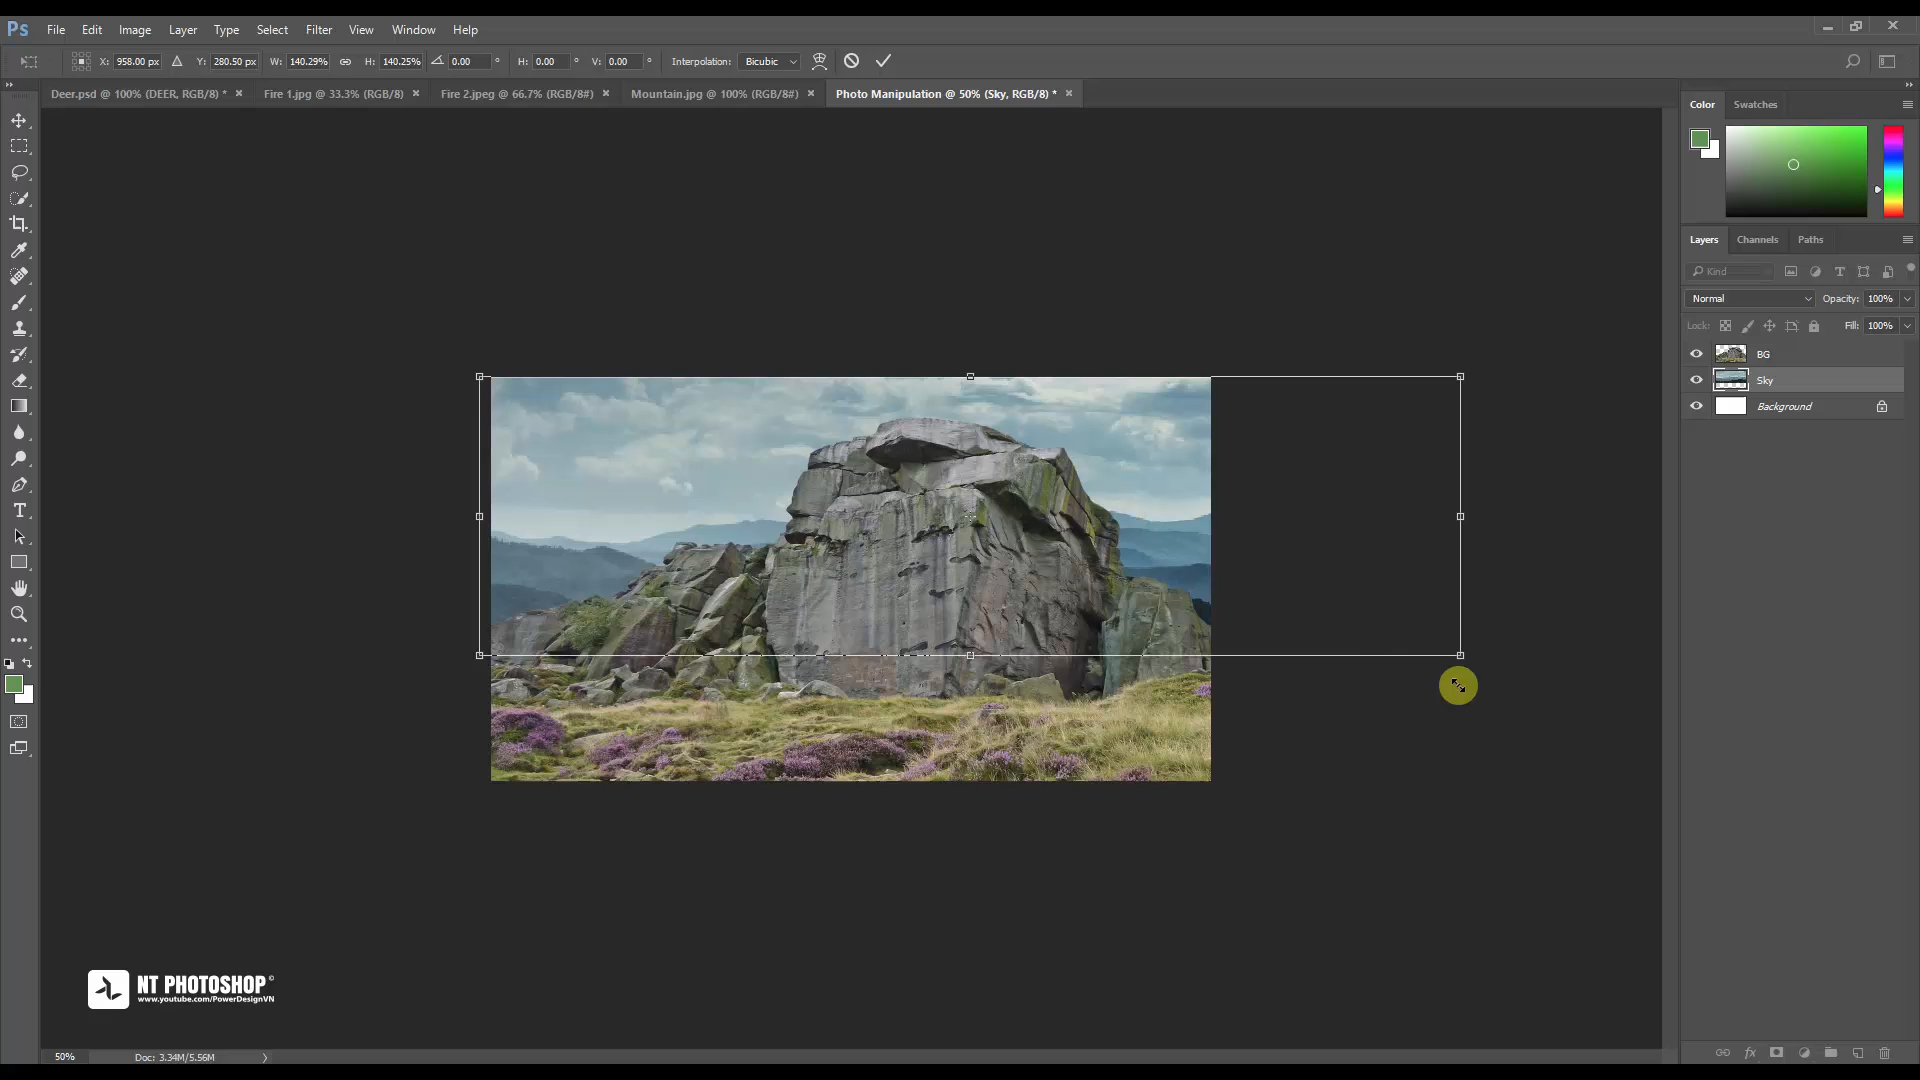 Ps File Edit Image Layer Type Select Filter View Window Help
X: 958.00 px Y: 280.50 px W: 140.29% H: 140.25% 0.00 ° H: 0.00 ° V: 0.00 ° Interpolation: Bicubic
Deer.psd @ 100% (DEER, RGB/8) * × Fire 1.jpg @ 33.3% (RGB/8) × Fire 2.jpeg @ 66.7% (RGB/8#) × Mountain.jpg @ 100% (RGB/8#) × Photo Manipulation @ 50% (Sky, RGB/8) * ×
Color Swatches
Layers Channels Paths
Kind
Normal Opacity: 100%
Lock: Fill: 100%
BG
Sky
Background
NT PHOTOSHOP©
www.youtube.com/PowerDesignVN
50% Doc: 3.34M/5.56M